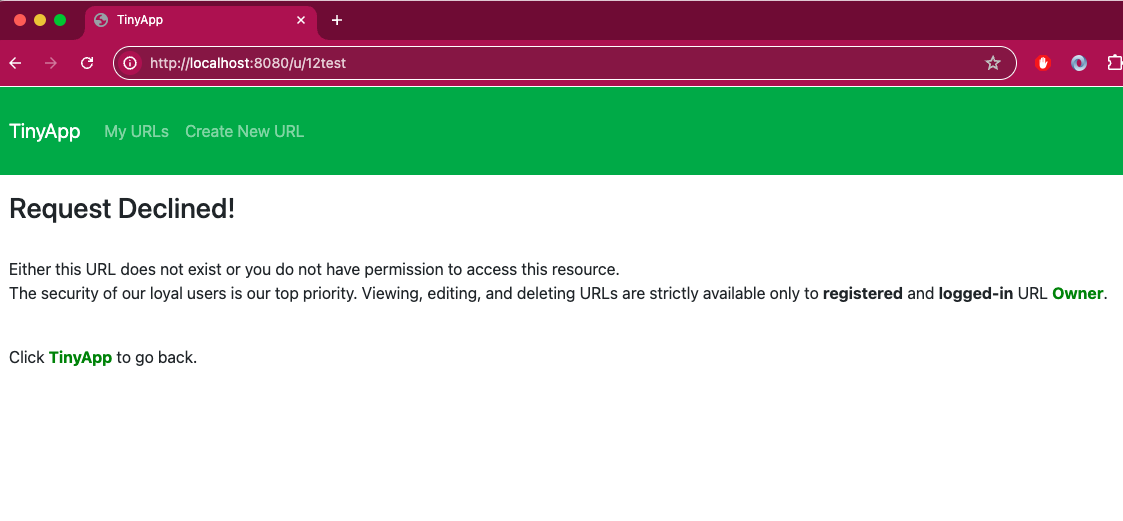 TinyApp
http://localhost:8080/u/12test
TinyApp My URLs Create New URL
Request Declined!
Either this URL does not exist or you do not have permission to access this resource.
The security of our loyal users is our top priority. Viewing, editing, and deleting URLs are strictly available only to registered and logged-in URL Owner.
Click TinyApp to go back.